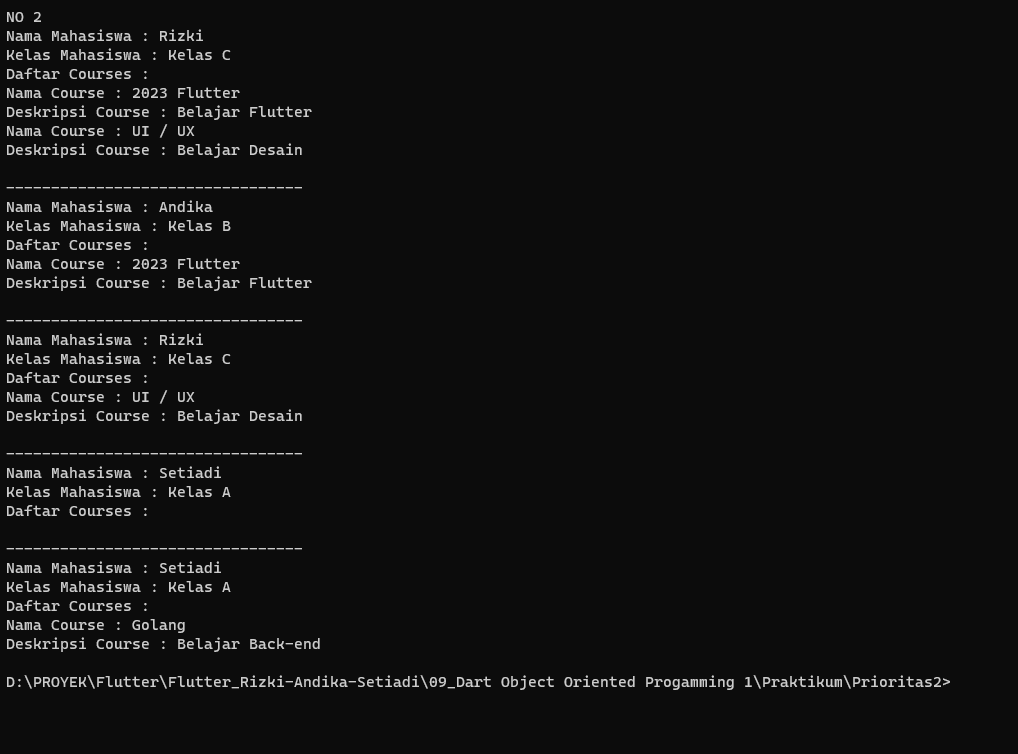 NO 2
Nama Mahasiswa : Rizki
Kelas Mahasiswa : Kelas C
Daftar Courses :
Nama Course : 2023 Flutter
Deskripsi Course : Belajar Flutter
Nama Course : UI / UX
Deskripsi Course : Belajar Desain
---------------------------------
Nama Mahasiswa : Andika
Kelas Mahasiswa : Kelas B
Daftar Courses :
Nama Course : 2023 Flutter
Deskripsi Course : Belajar Flutter
---------------------------------
Nama Mahasiswa : Rizki
Kelas Mahasiswa : Kelas C
Daftar Courses :
Nama Course : UI / UX
Deskripsi Course : Belajar Desain
---------------------------------
Nama Mahasiswa : Setiadi
Kelas Mahasiswa : Kelas A
Daftar Courses :
---------------------------------
Nama Mahasiswa : Setiadi
Kelas Mahasiswa : Kelas A
Daftar Courses :
Nama Course : Golang
Deskripsi Course : Belajar Back-end
D:\PROYEK\Flutter\Flutter_Rizki-Andika-Setiadi\09_Dart Object Oriented Progamming 1\Praktikum\Prioritas2>